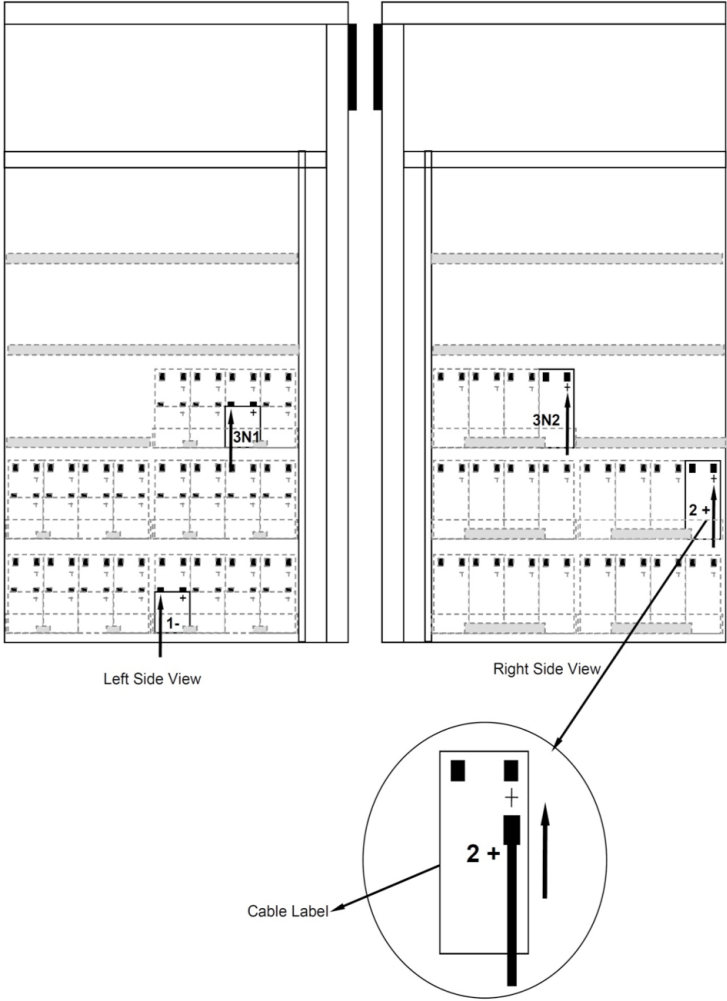 3N1
3N2
2 +
1-
Left Side View
Right Side View
2 +
Cable Label